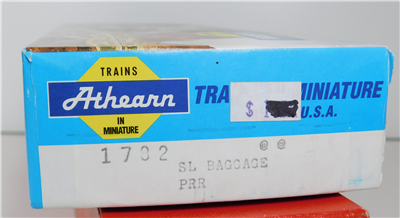 TRAINS
Athearn
IN
MINIATURE
TRA MINIATURE
$ U.S.A.
1702 @ @
SL BAGGAGE
PRR